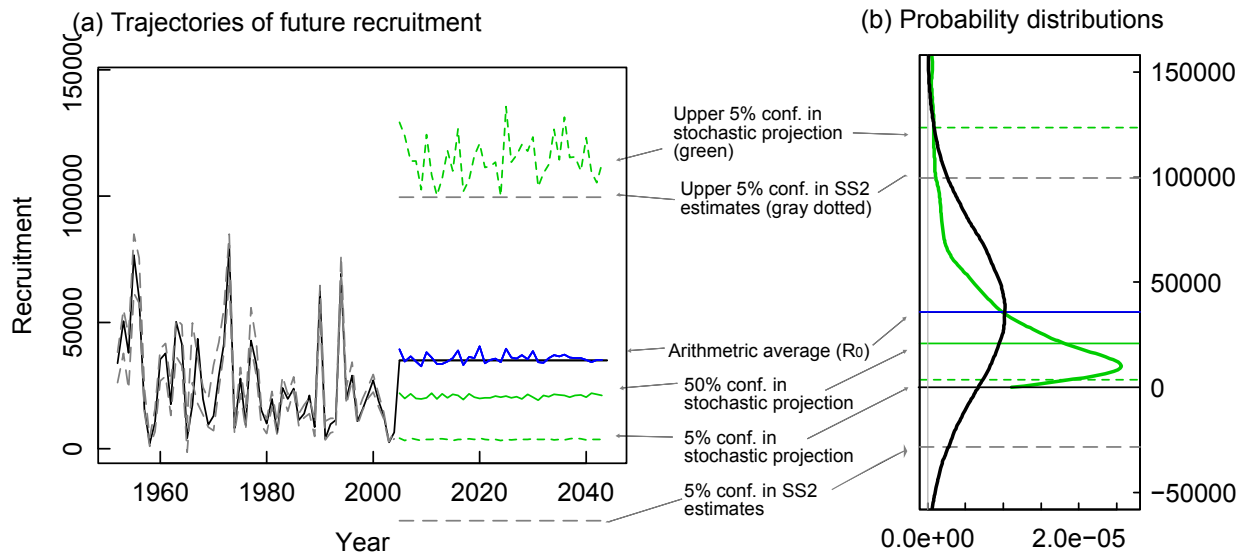 (a) Trajectories of future recruitment
(b) Probability distributions
150000
100000
50000
0
Recruitment
1960
1980
2000
2020
2040
Year
Upper 5% conf. in
stochastic projection
(green)
Upper 5% conf. in SS2
estimates (gray dotted)
Arithmetric average (R0)
50% conf. in
stochastic projection
5% conf. in
stochastic projection
5% conf. in SS2
estimates
150000
100000
50000
0
−50000
0.0e+00
2.0e−05